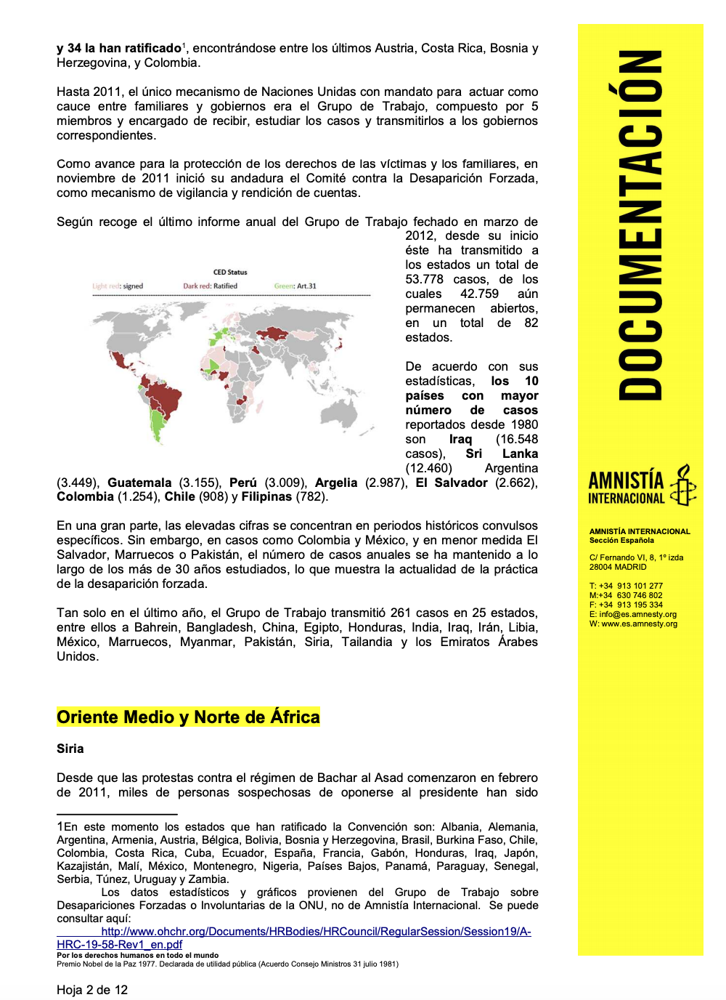 y 34 la han ratificado1, encontrándose entre los últimos Austria, Costa Rica, Bosnia y
Herzegovina, y Colombia.
Hasta 2011, el único mecanismo de Naciones Unidas con mandato para actuar como
cauce entre familiares y gobiernos era el Grupo de Trabajo, compuesto por 5
miembros y encargado de recibir, estudiar los casos y transmitirlos a los gobiernos
correspondientes.
Como avance para la protección de los derechos de las víctimas y los familiares, en
noviembre de 2011 inició su andadura el Comité contra la Desaparición Forzada,
como mecanismo de vigilancia y rendición de cuentas.
Según recoge el último informe anual del Grupo de Trabajo fechado en marzo de
2012, desde su inicio
éste ha transmitido a
los estados un total de
53.778 casos, de los
cuales 42.759 aún
permanecen abiertos,
en un total de 82
estados.
CED Status
Light red: signed Dark red: Ratified Green: Art.31
De acuerdo con sus
estadísticas, los 10
países con mayor
número de casos
reportados desde 1980
son Iraq (16.548
casos), Sri Lanka
(12.460) Argentina
(3.449), Guatemala (3.155), Perú (3.009), Argelia (2.987), El Salvador (2.662),
Colombia (1.254), Chile (908) y Filipinas (782).
En una gran parte, las elevadas cifras se concentran en periodos históricos convulsos
específicos. Sin embargo, en casos como Colombia y México, y en menor medida El
Salvador, Marruecos o Pakistán, el número de casos anuales se ha mantenido a lo
largo de los más de 30 años estudiados, lo que muestra la actualidad de la práctica
de la desaparición forzada.
Tan solo en el último año, el Grupo de Trabajo transmitió 261 casos en 25 estados,
entre ellos a Bahrein, Bangladesh, China, Egipto, Honduras, India, Iraq, Irán, Libia,
México, Marruecos, Myanmar, Pakistán, Siria, Tailandia y los Emiratos Árabes
Unidos.
Oriente Medio y Norte de África
Siria
Desde que las protestas contra el régimen de Bachar al Asad comenzaron en febrero
de 2011, miles de personas sospechosas de oponerse al presidente han sido
1En este momento los estados que han ratificado la Convención son: Albania, Alemania,
Argentina, Armenia, Austria, Bélgica, Bolivia, Bosnia y Herzegovina, Brasil, Burkina Faso, Chile,
Colombia, Costa Rica, Cuba, Ecuador, España, Francia, Gabón, Honduras, Iraq, Japón,
Kazajistán, Malí, México, Montenegro, Nigeria, Países Bajos, Panamá, Paraguay, Senegal,
Serbia, Túnez, Uruguay y Zambia.
Los datos estadísticos y gráficos provienen del Grupo de Trabajo sobre
Desapariciones Forzadas o Involuntarias de la ONU, no de Amnistía Internacional. Se puede
consultar aquí:
http://www.ohchr.org/Documents/HRBodies/HRCouncil/RegularSession/Session19/A-
HRC-19-58-Rev1_en.pdf
Por los derechos humanos en todo el mundo
Premio Nobel de la Paz 1977. Declarada de utilidad pública (Acuerdo Consejo Ministros 31 julio 1981)
Hoja 2 de 12
DOCUMENTACIÓN
AMNISTÍA
INTERNACIONAL
AMNISTÍA INTERNACIONAL
Sección Española
C/ Fernando VI, 8, 1º izda
28004 MADRID
T: +34 913 101 277
M:+34 630 746 802
F: +34 913 195 334
E: info@es.amnesty.org
W: www.es.amnesty.org